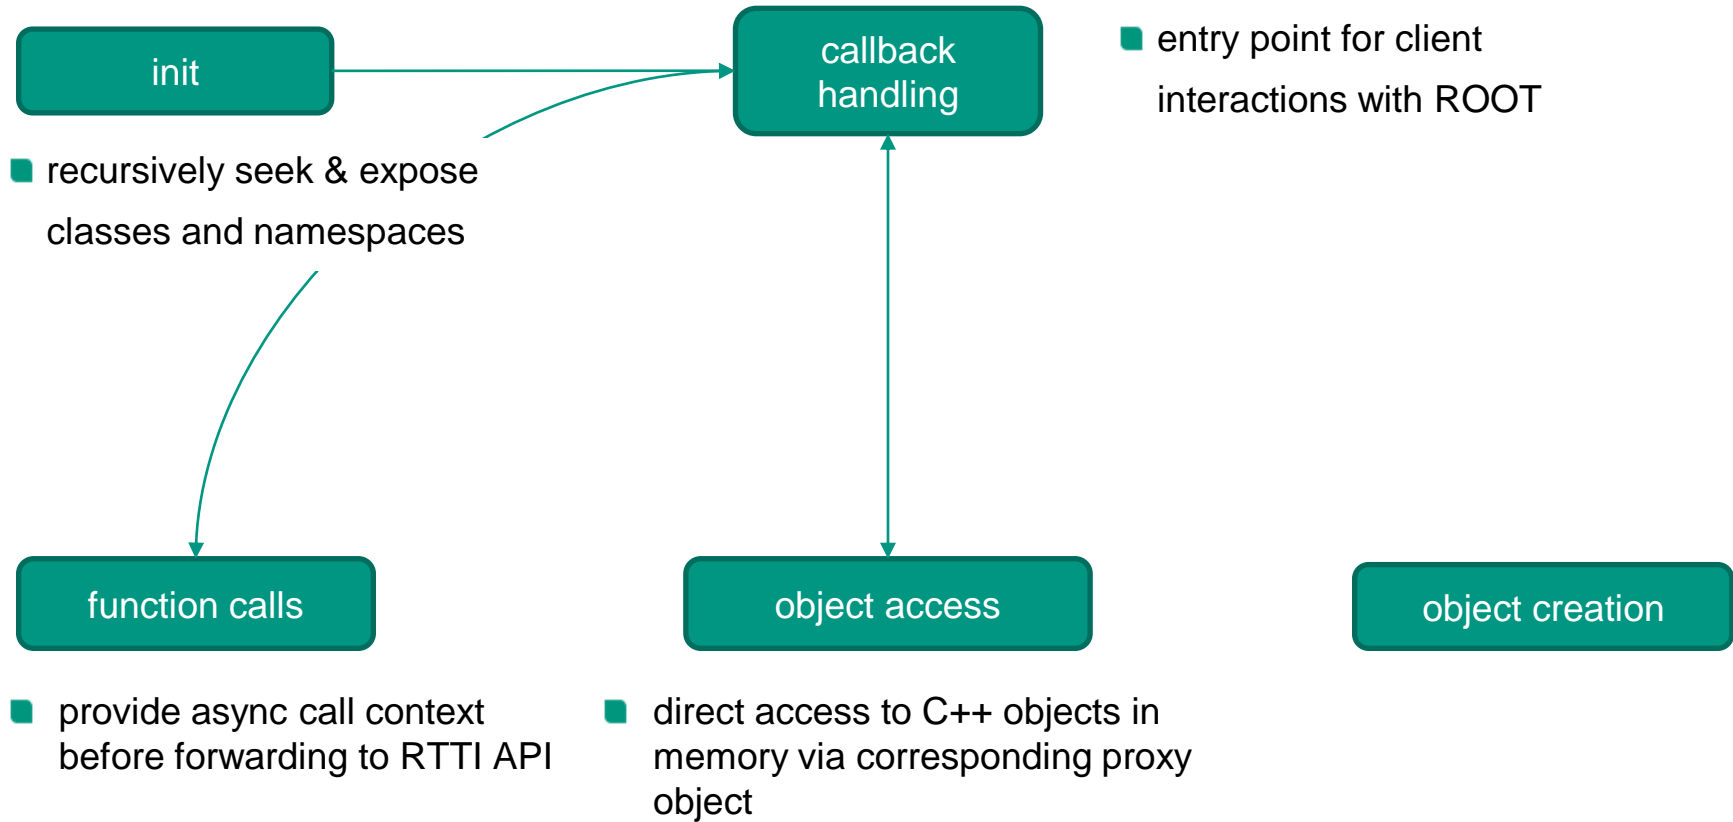 init
callback
handling
entry point for client
interactions with ROOT
recursively seek & expose
classes and namespaces
function calls
object access
object creation
provide async call context
before forwarding to RTTI API
direct access to C++ objects in
memory via corresponding proxy
object